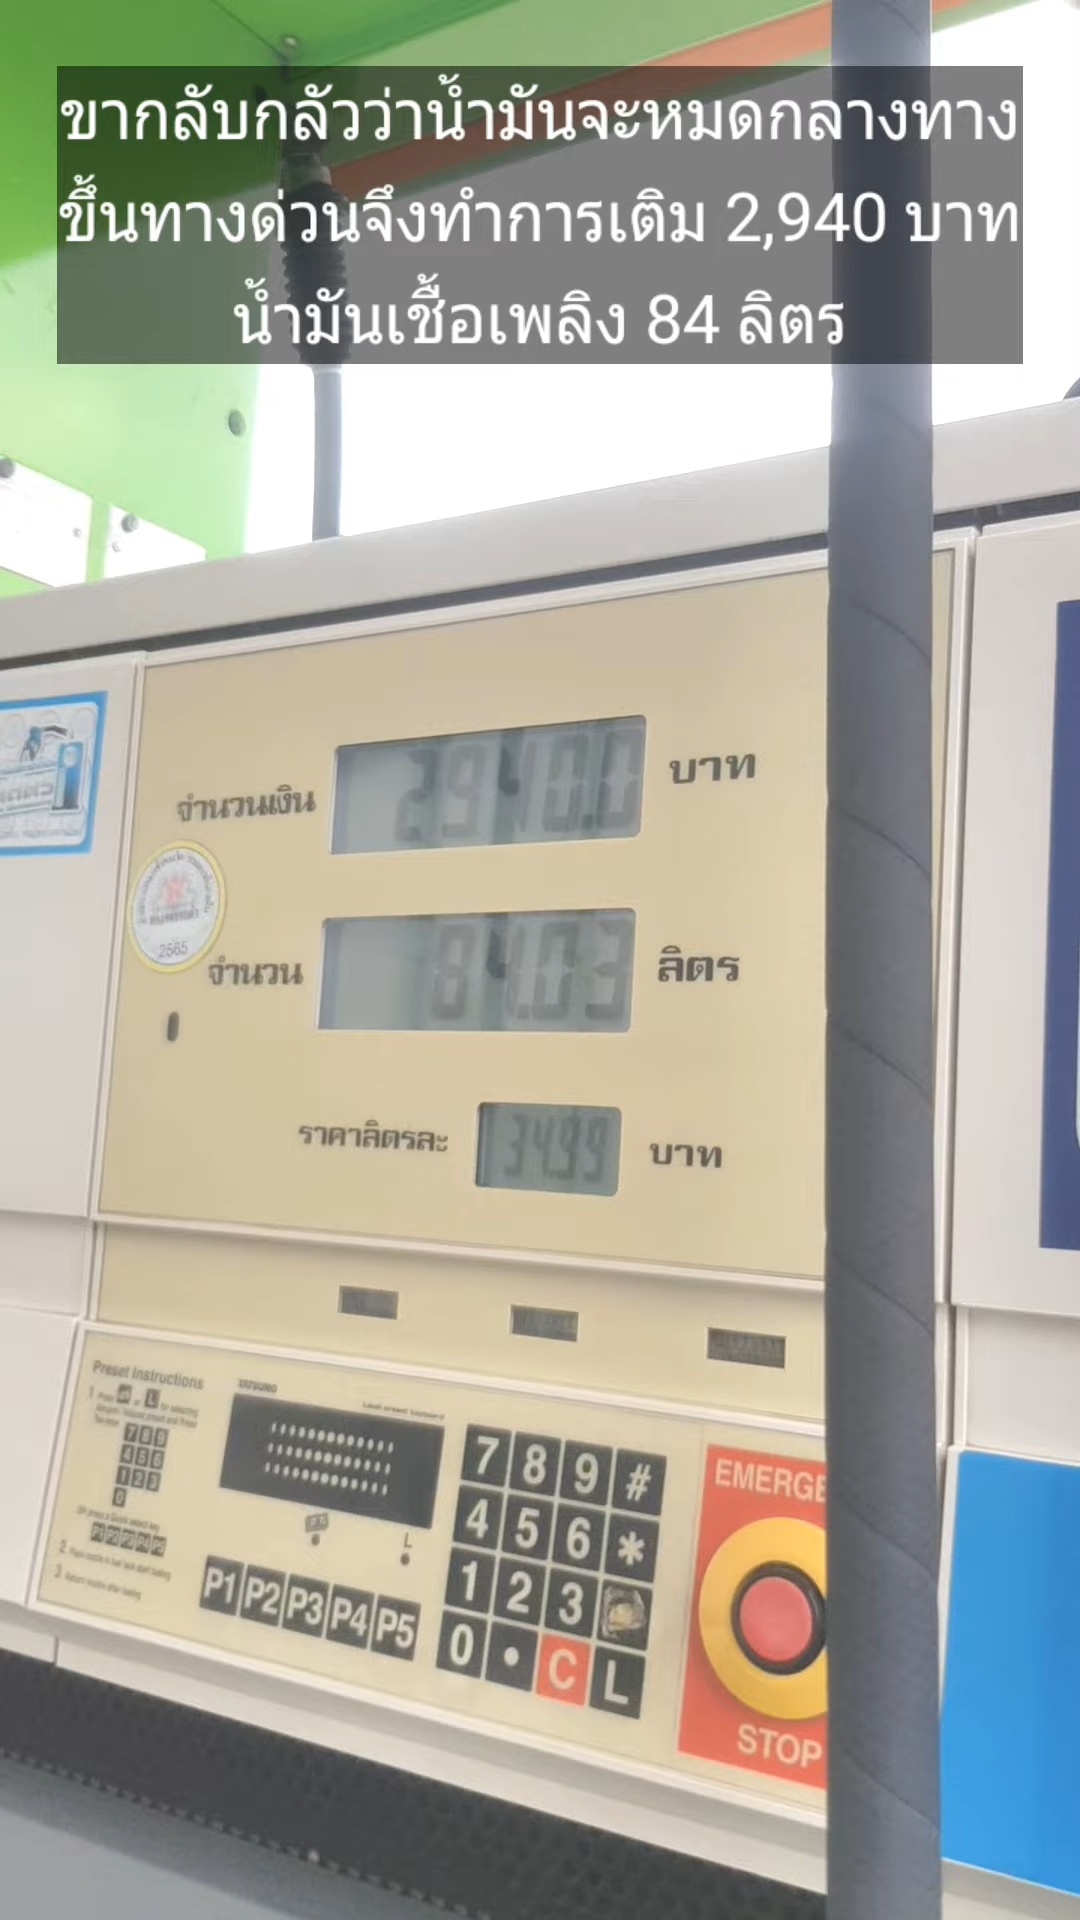 ขากลับกลัวว่าน้ำมันจะหมดกลางทาง
ขึ้นทางด่วนจึงทำการเติม 2,940 บาท
น้ำมันเชื้อเพลิง 84 ลิตร
จำนวนเงิน 2940.0 บาท
2565
จำนวน 84.03 ลิตร
ราคาลิตรละ 34.99 บาท
Preset Instructions
TATSUNO
7 8 9 #
4 5 6 *
1 2 3
0 . C L
L
P1 P2 P3 P4 P5
EMERGE
STOP